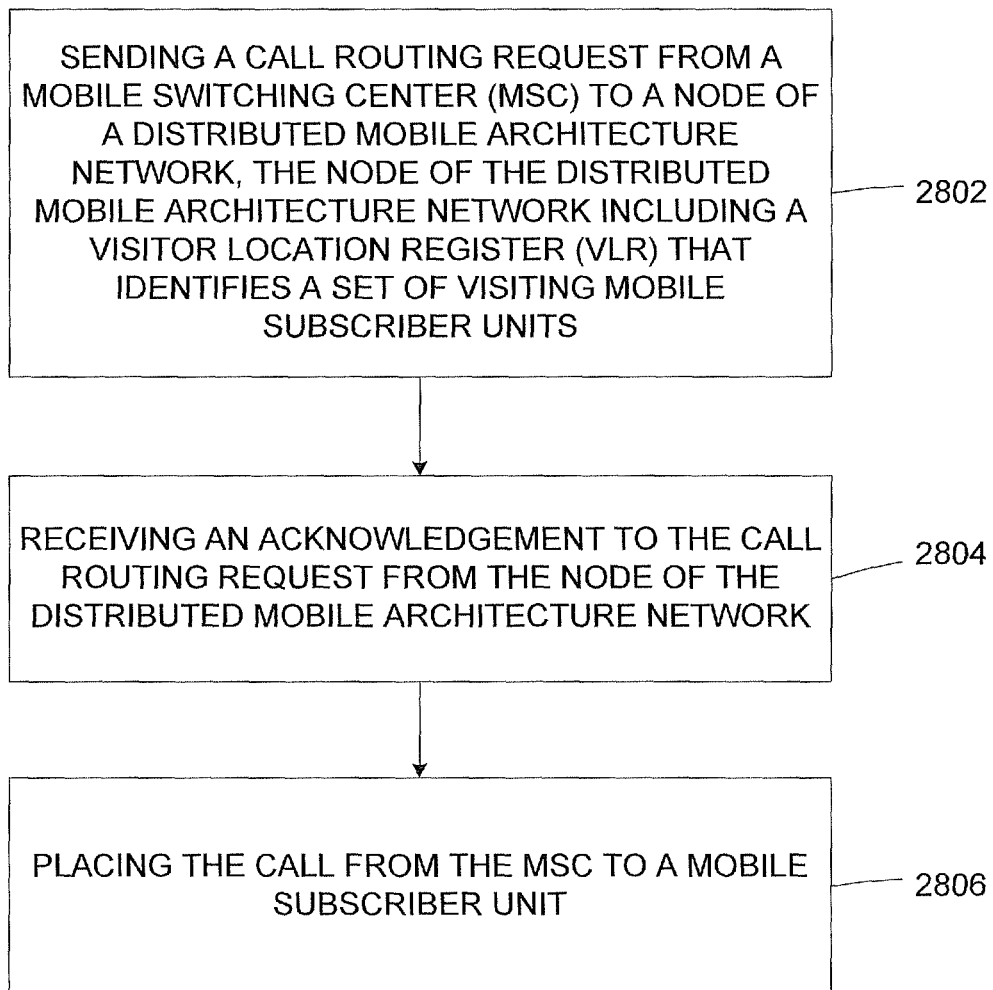 SENDING A CALL ROUTING REQUEST FROM A
MOBILE SWITCHING CENTER (MSC) TO A NODE OF
A DISTRIBUTED MOBILE ARCHITECTURE
NETWORK, THE NODE OF THE DISTRIBUTED
MOBILE ARCHITECTURE NETWORK INCLUDING A
VISITOR LOCATION REGISTER (VLR) THAT
IDENTIFIES A SET OF VISITING MOBILE
SUBSCRIBER UNITS
2802
RECEIVING AN ACKNOWLEDGEMENT TO THE CALL
ROUTING REQUEST FROM THE NODE OF THE
DISTRIBUTED MOBILE ARCHITECTURE NETWORK
2804
PLACING THE CALL FROM THE MSC TO A MOBILE
SUBSCRIBER UNIT
2806